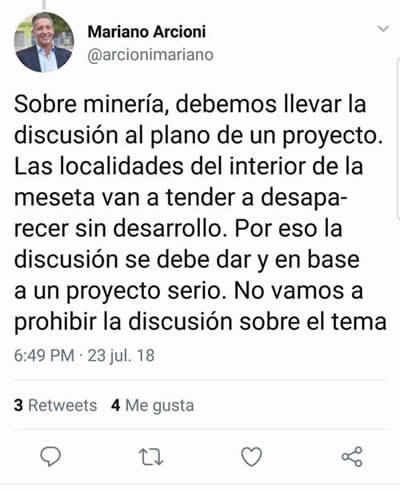 Mariano Arcioni
@arcionimariano
Sobre minería, debemos llevar la
discusión al plano de un proyecto.
Las localidades del interior de la
meseta van a tender a desapa-
recer sin desarrollo. Por eso la
discusión se debe dar y en base
a un proyecto serio. No vamos a
prohibir la discusión sobre el tema
6:49 PM · 23 jul. 18
3 Retweets 4 Me gusta